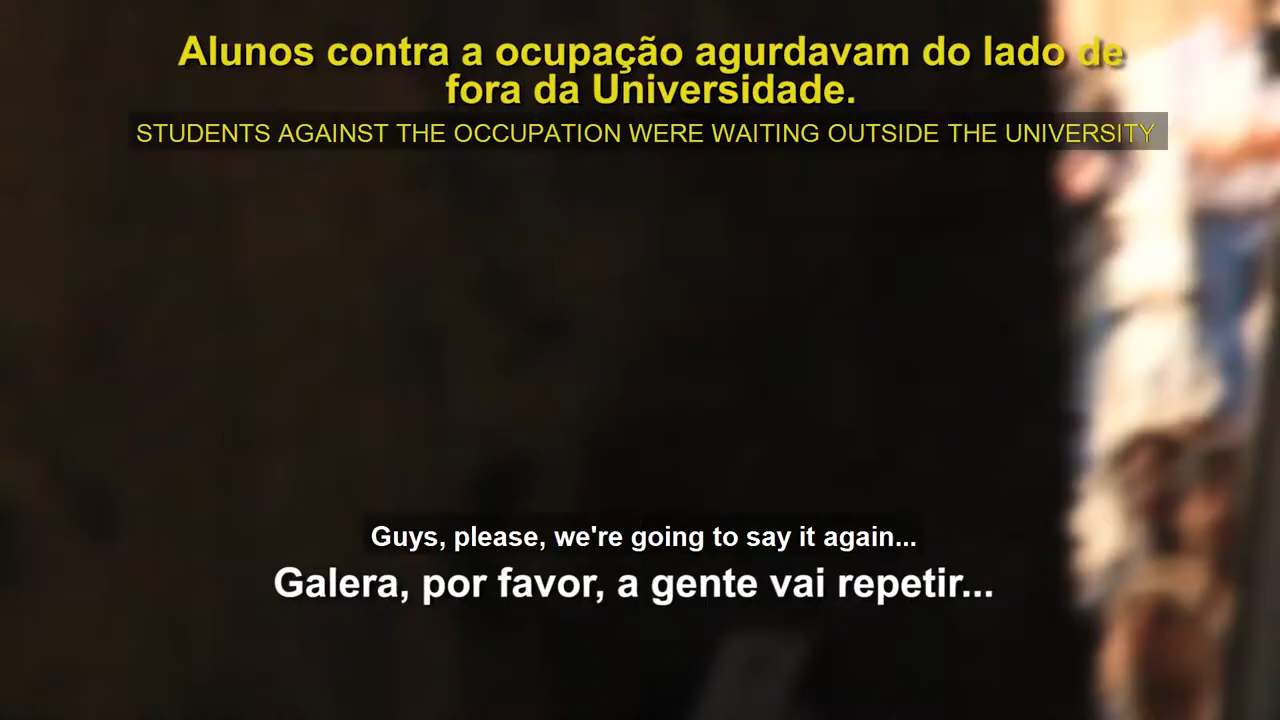 Alunos contra a ocupação agurdavam do lado de
fora da Universidade.
STUDENTS AGAINST THE OCCUPATION WERE WAITING OUTSIDE THE UNIVERSITY
Guys, please, we're going to say it again...
Galera, por favor, a gente vai repetir...